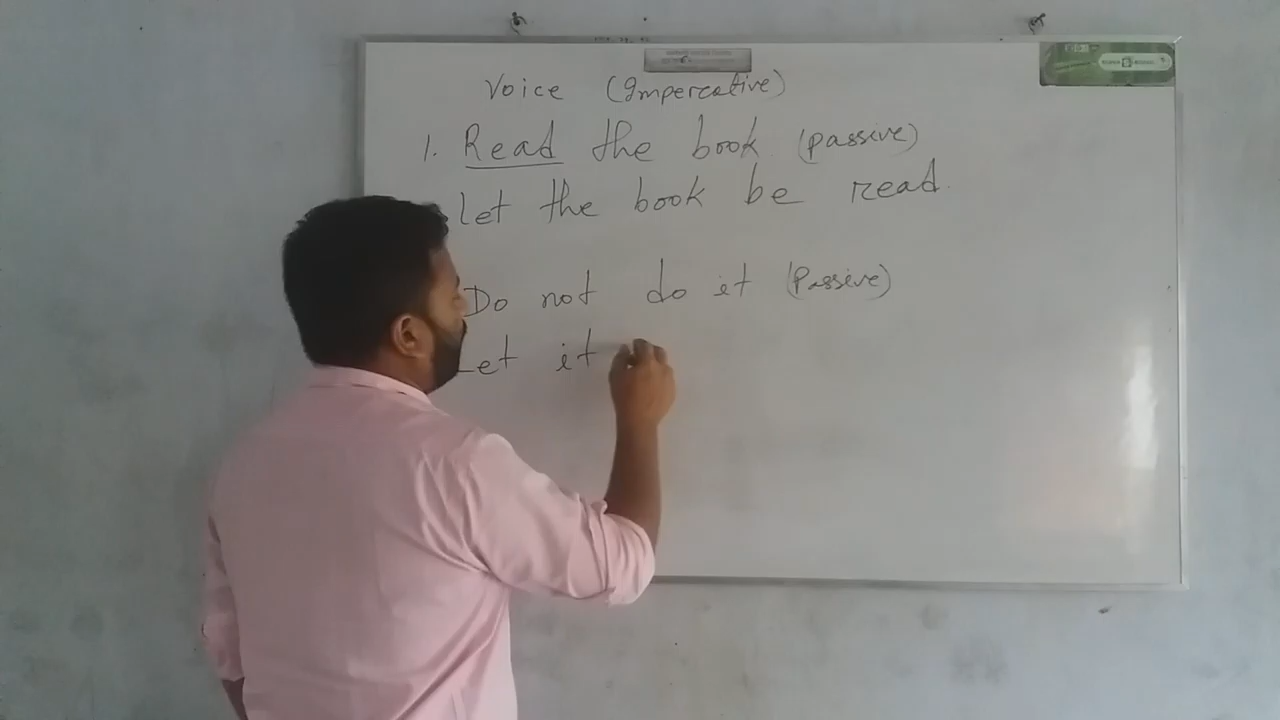 Voice (Imperative)
1. Read the book (passive)
Let the book be read.
Do not do it (Passive)
Let it